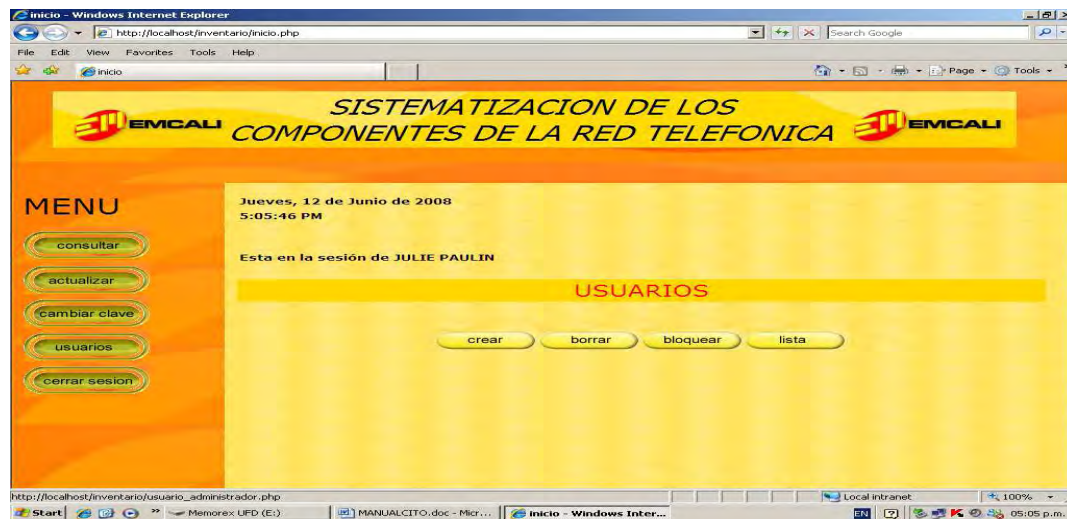 inicio - Windows Internet Explorer
http://localhost/inventario/inicio.php
Search Google
File Edit View Favorites Tools Help
inicio
Page Tools
SISTEMATIZACION DE LOS
COMPONENTES DE LA RED TELEFONICA
EMCALI
EMCALI
MENU
consultar
actualizar
cambiar clave
usuarios
cerrar sesion
Jueves, 12 de Junio de 2008
5:05:46 PM
Esta en la sesión de JULIE PAULIN
USUARIOS
crear borrar bloquear lista
http://localhost/inventario/usuario_administrador.php
Local intranet 100%
Start Memorex UFD (E:) MANUALCITO.doc - Micr... inicio - Windows Inter... EN 05:05 p.m.